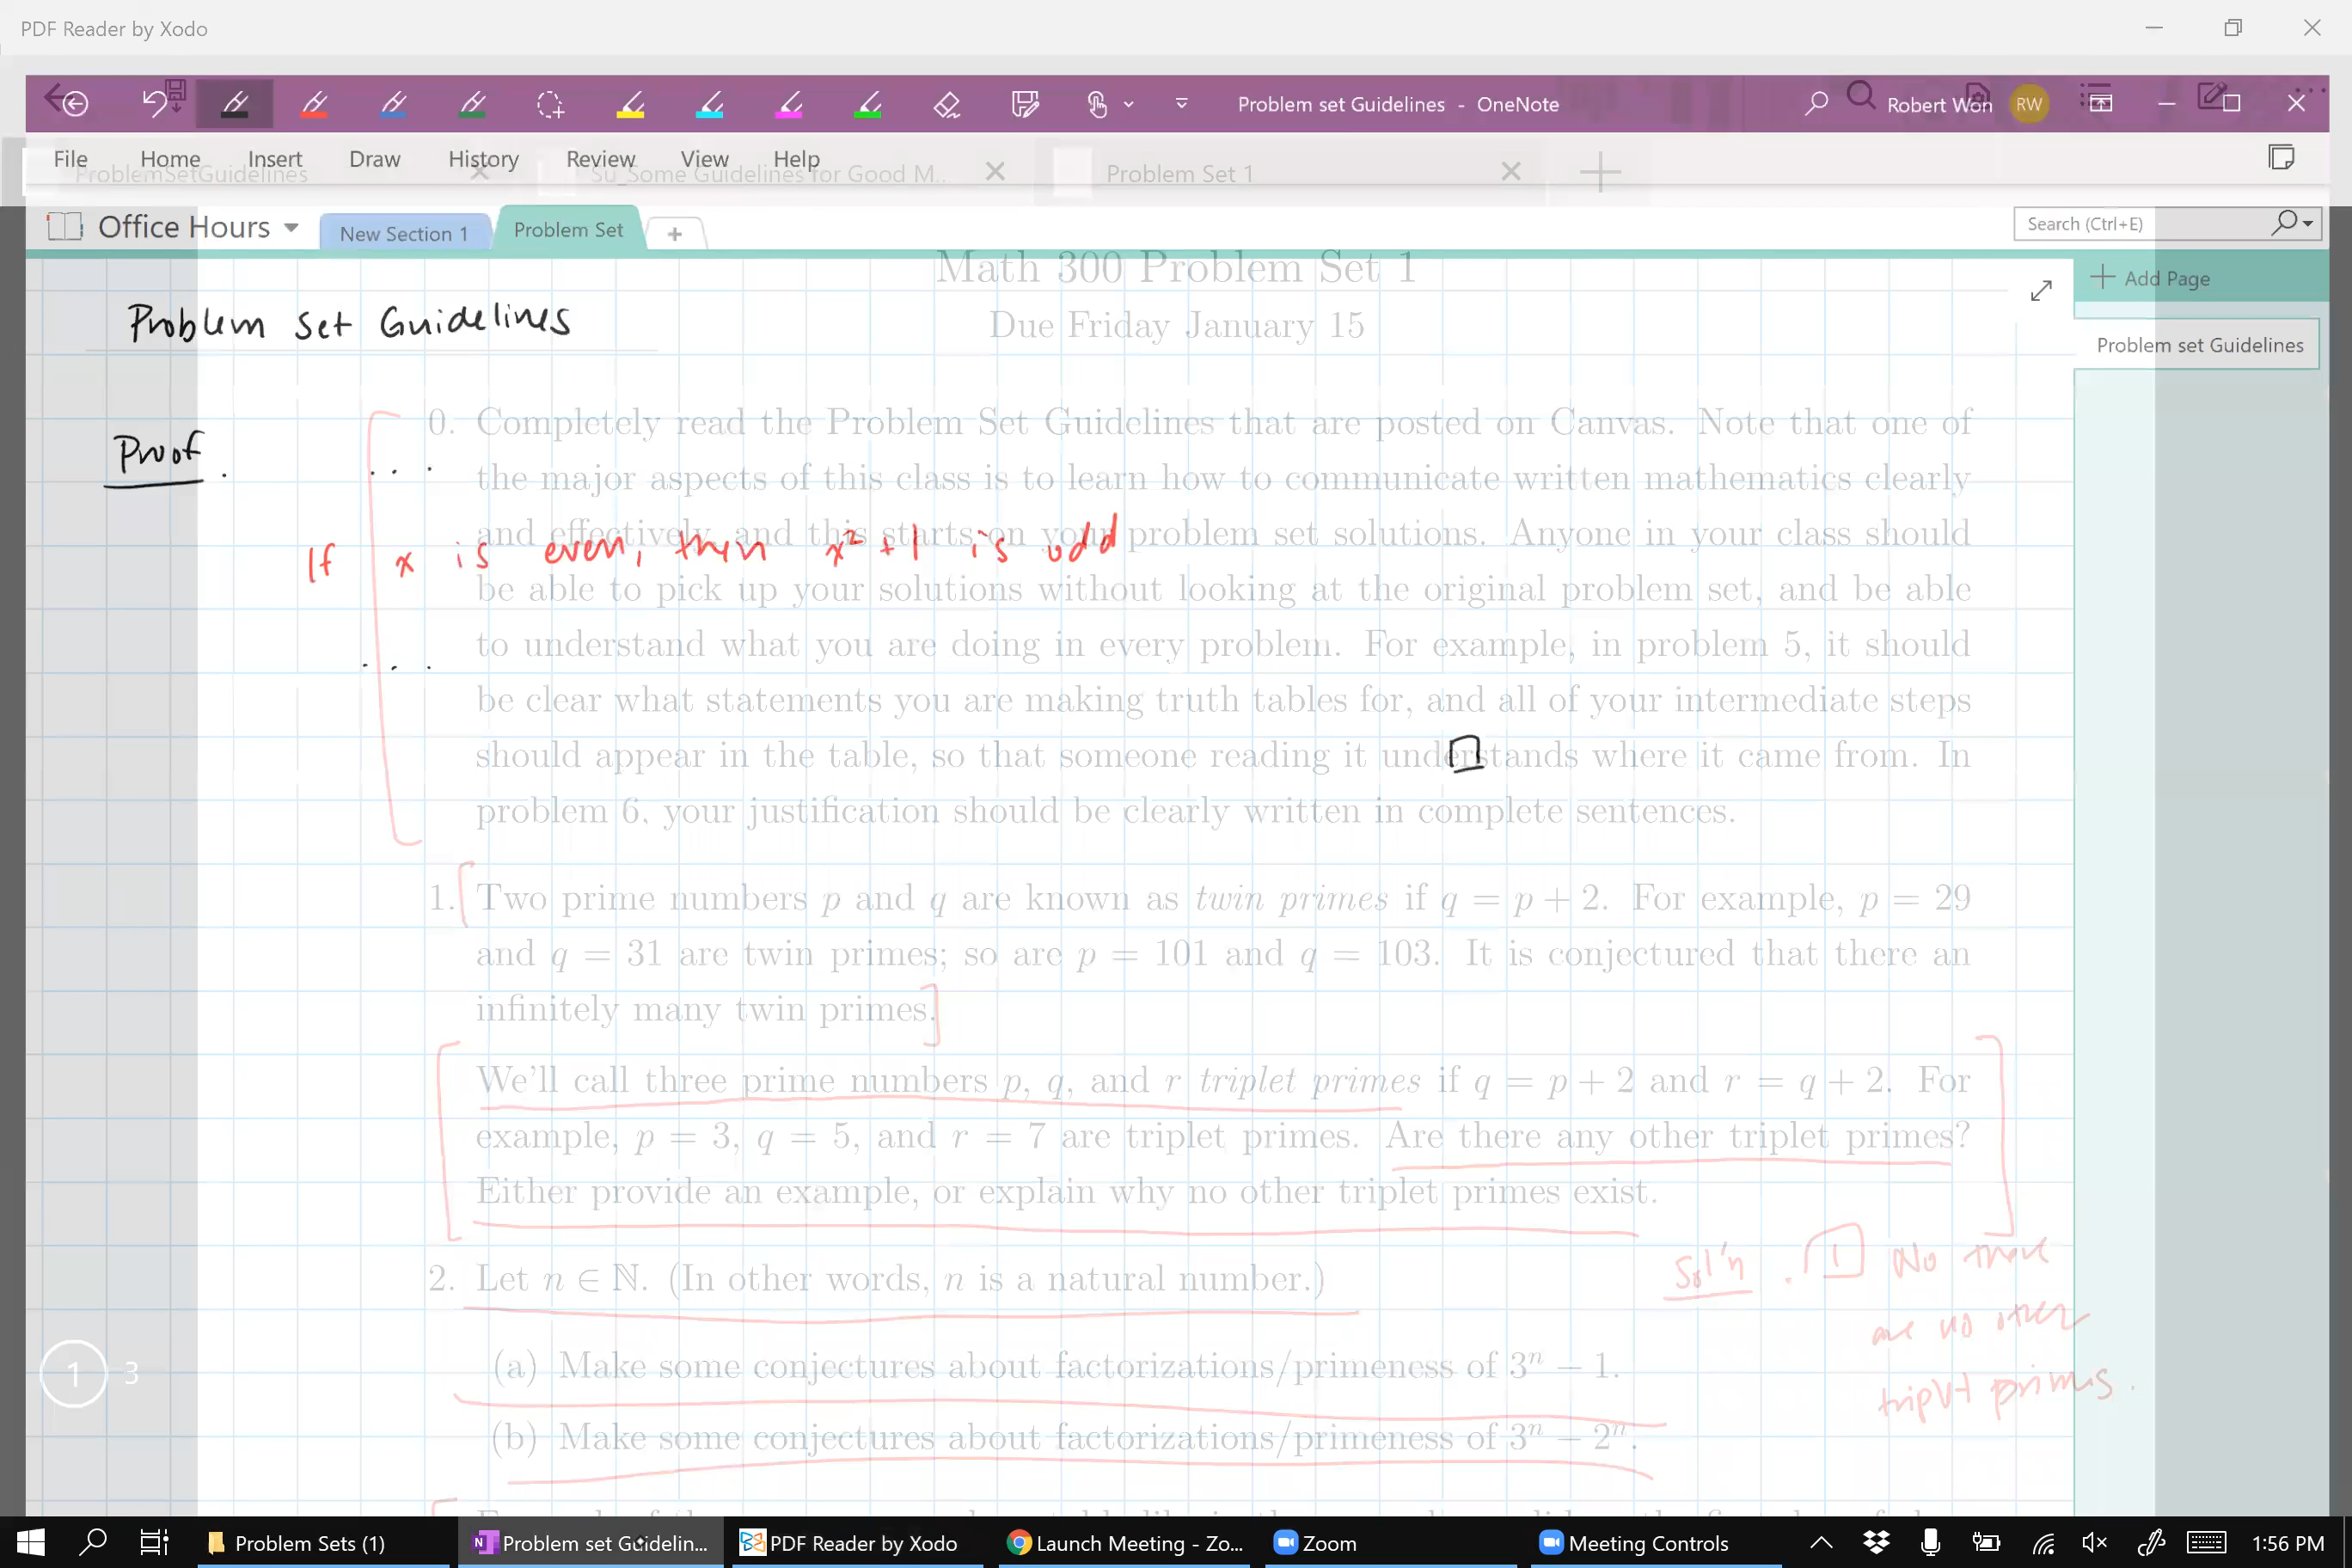 PDF Reader by Xodo
Problem set Guidelines - OneNote
Robert Won
RW
File Home Insert Draw History Review View Help
ProblemSetGuidelines
Su_Some Guidelines for Good M...
Problem Set 1
Office Hours
New Section 1
Problem Set
Search (Ctrl+E)
Add Page
Problem set Guidelines
Math 300 Problem Set 1
Due Friday January 15
Problem Set Guidelines
Proof.
...
If x is even, then x² + 1 is odd
...
0. Completely read the Problem Set Guidelines that are posted on Canvas. Note that one of
the major aspects of this class is to learn how to communicate written mathematics clearly
and effectively, and this starts on your problem set solutions. Anyone in your class should
be able to pick up your solutions without looking at the original problem set, and be able
to understand what you are doing in every problem. For example, in problem 5, it should
be clear what statements you are making truth tables for, and all of your intermediate steps
should appear in the table, so that someone reading it understands where it came from. In
problem 6, your justification should be clearly written in complete sentences.
1. Two prime numbers p and q are known as twin primes if q = p + 2. For example, p = 29
and q = 31 are twin primes; so are p = 101 and q = 103. It is conjectured that there an
infinitely many twin primes.
We'll call three prime numbers p, q, and r triplet primes if q = p + 2 and r = q + 2. For
example, p = 3, q = 5, and r = 7 are triplet primes. Are there any other triplet primes?
Either provide an example, or explain why no other triplet primes exist.
2. Let n ∈ ℕ. (In other words, n is a natural number.)
Sol'n. 1 No there
are no other
triplet primes.
(a) Make some conjectures about factorizations/primeness of 3ⁿ − 1.
(b) Make some conjectures about factorizations/primeness of 3ⁿ − 2ⁿ.
1 3
Problem Sets (1)
Problem set Guidelin...
PDF Reader by Xodo
Launch Meeting - Zo...
Zoom
Meeting Controls
1:56 PM